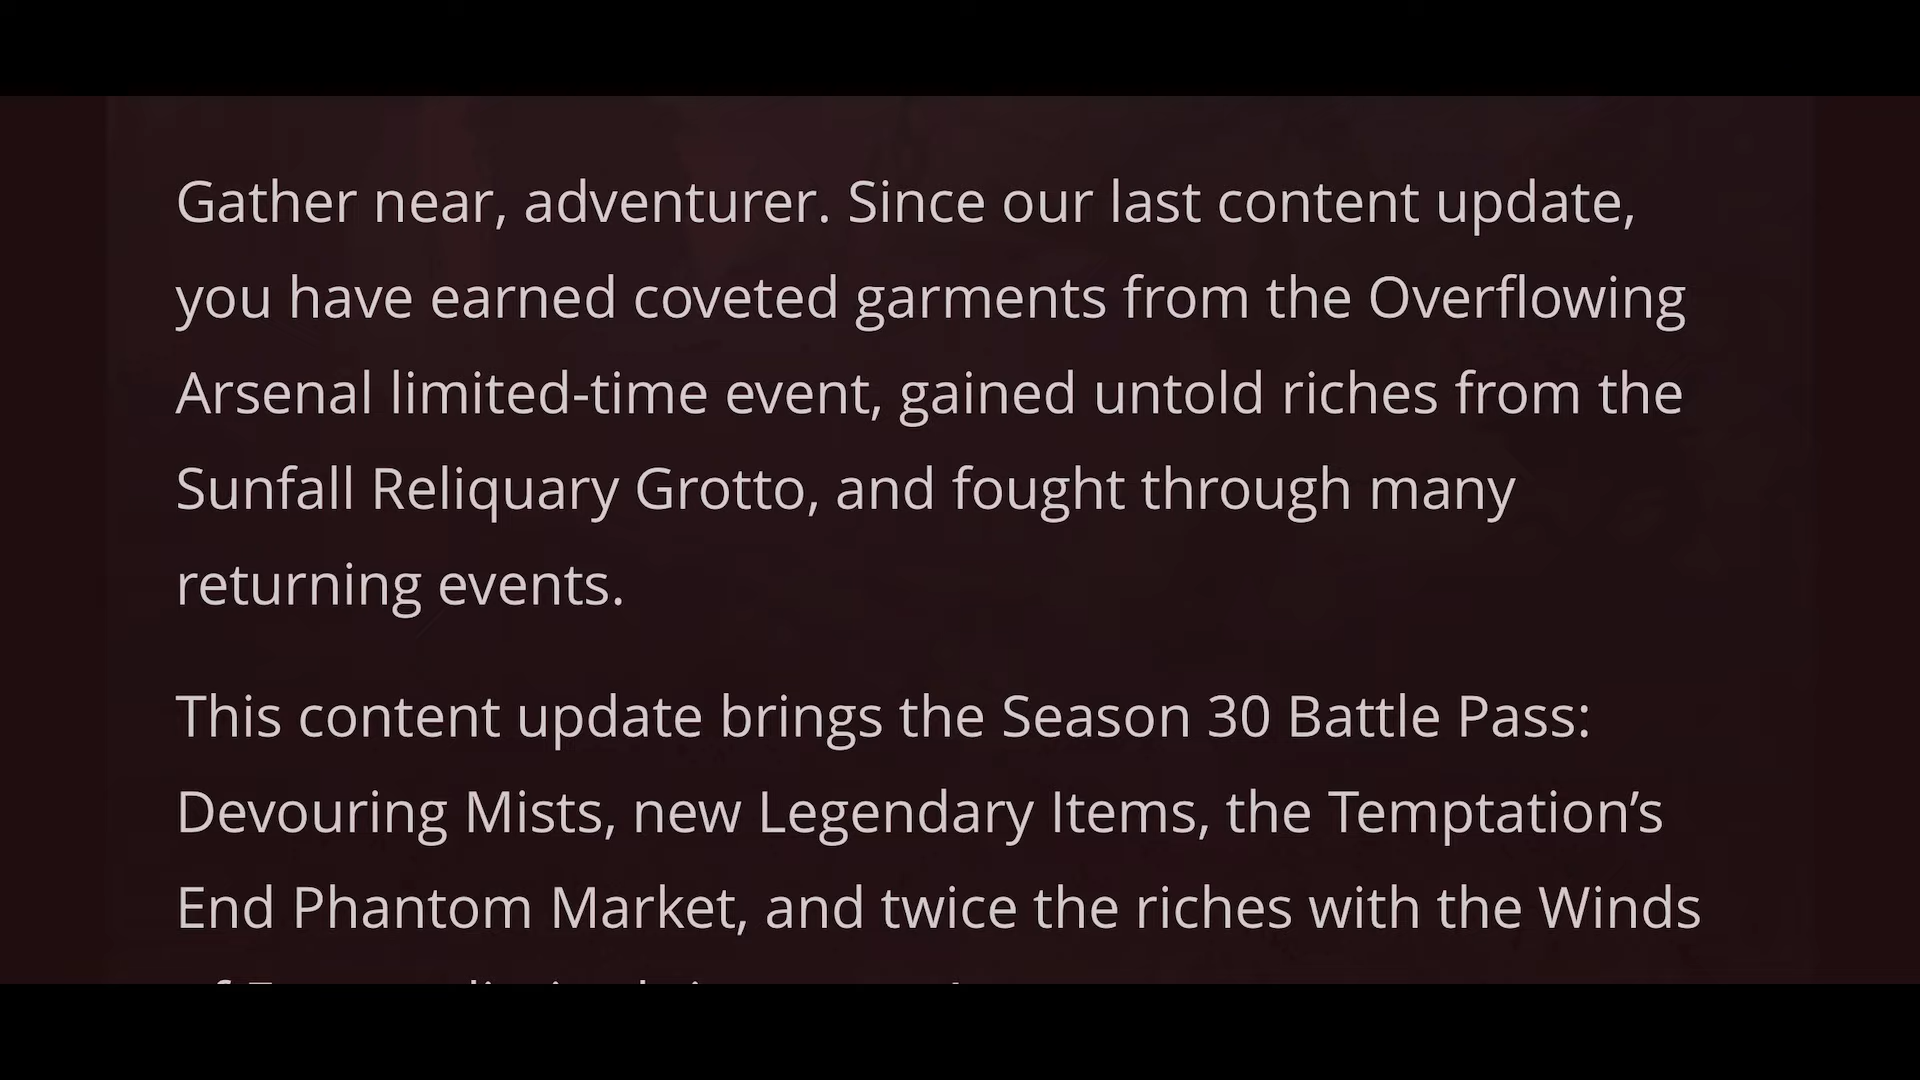 Gather near, adventurer. Since our last content update,
you have earned coveted garments from the Overflowing
Arsenal limited-time event, gained untold riches from the
Sunfall Reliquary Grotto, and fought through many
returning events.
This content update brings the Season 30 Battle Pass:
Devouring Mists, new Legendary Items, the Temptation’s
End Phantom Market, and twice the riches with the Winds